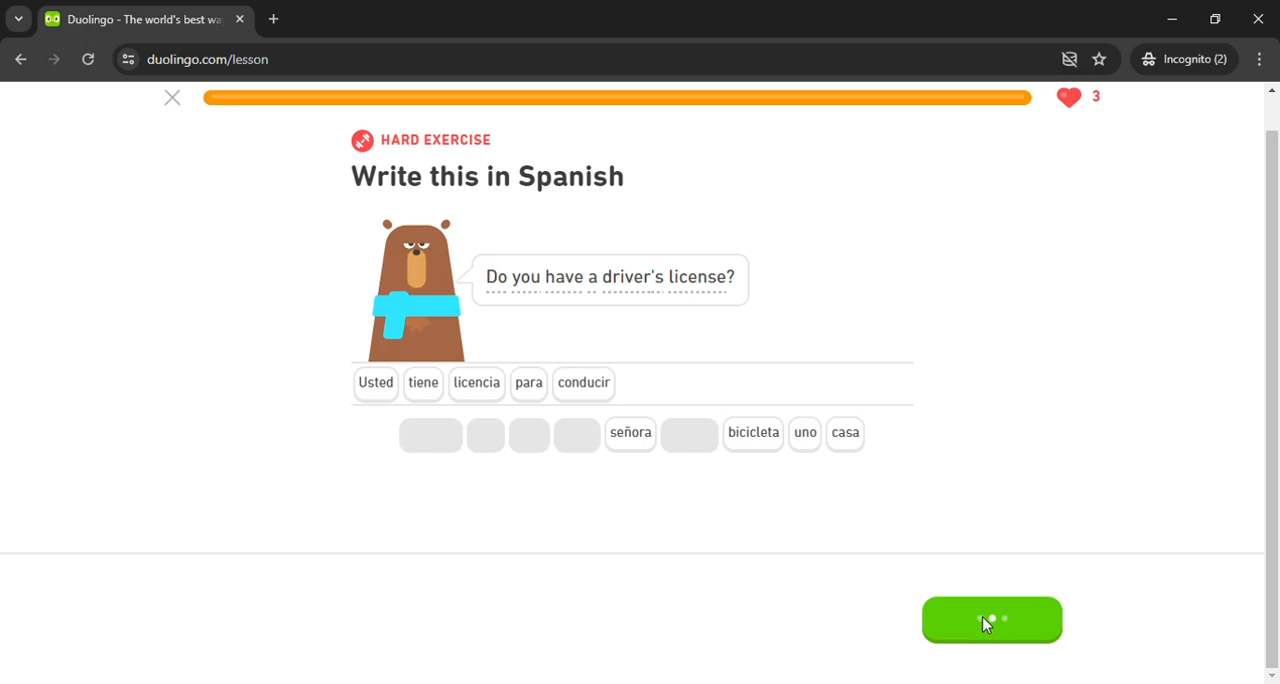 Duolingo - The world's best wa
duolingo.com/lesson
Incognito (2)
3
HARD EXERCISE
Write this in Spanish
Do you have a driver's license?
Usted tiene licencia para conducir
señora bicicleta uno casa